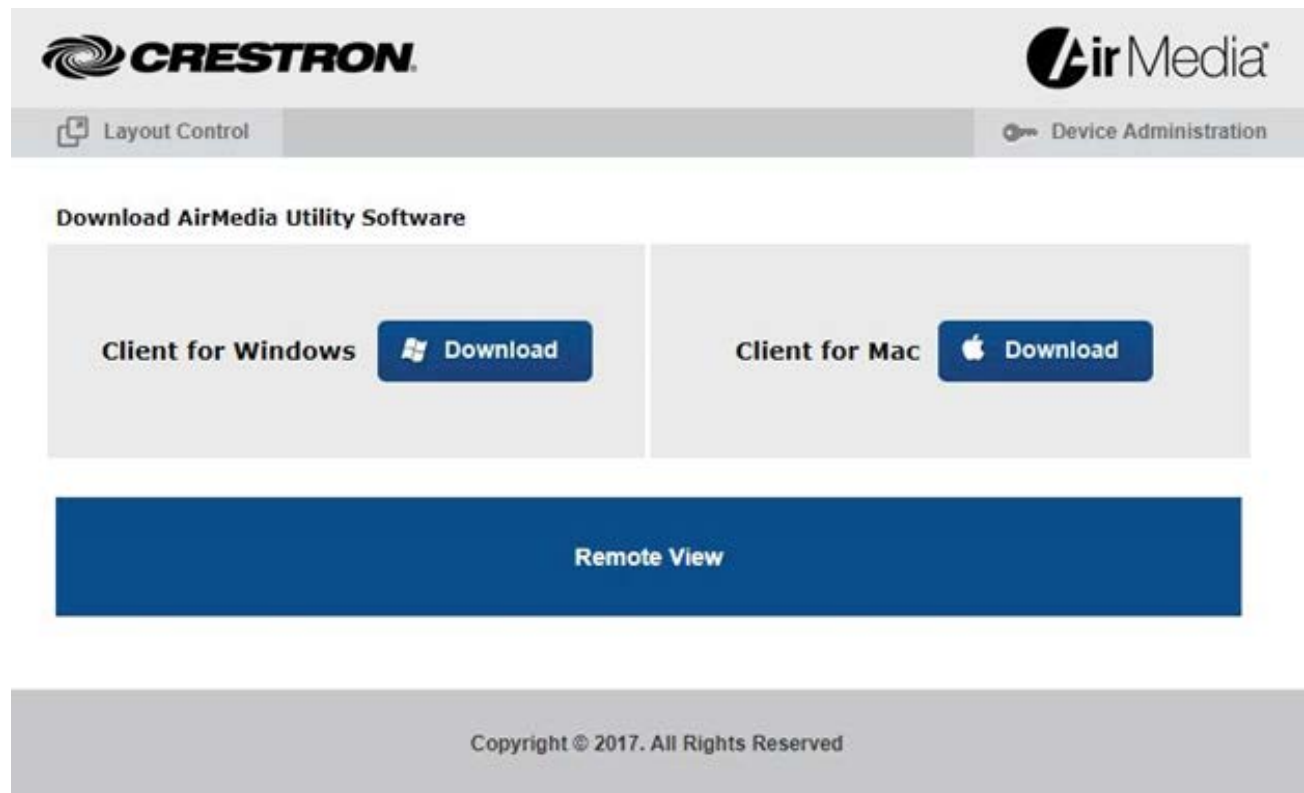 CRESTRON.
AirMedia®
Layout Control
Device Administration
Download AirMedia Utility Software
Client for Windows
Download
Client for Mac
Download
Remote View
Copyright © 2017. All Rights Reserved